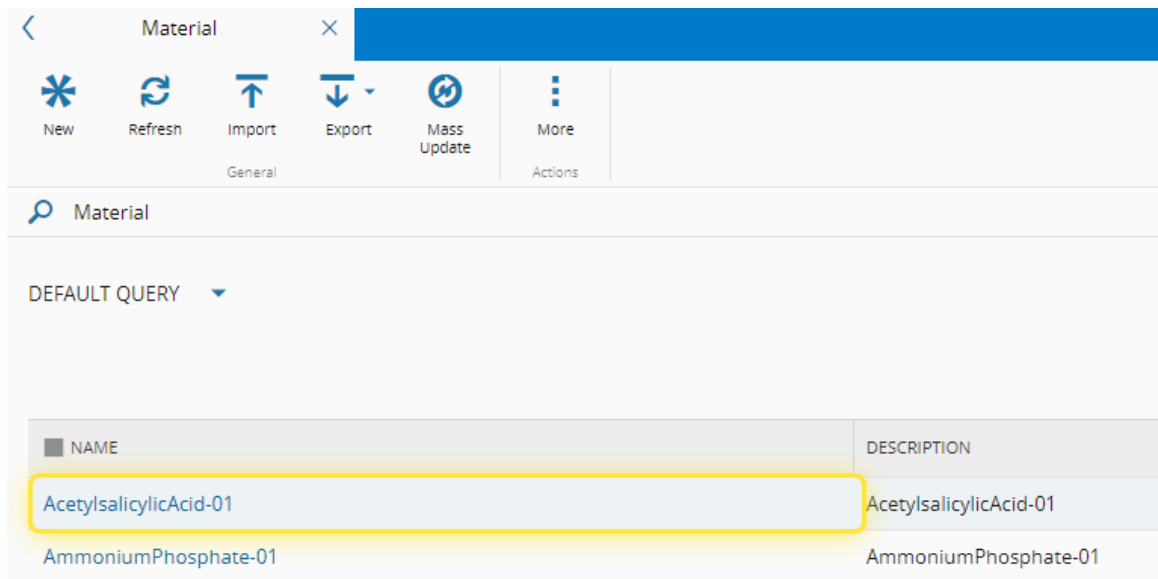 Material
New Refresh Import Export Mass Update More
General Actions
Material
DEFAULT QUERY
NAME DESCRIPTION
AcetylsalicylicAcid-01 AcetylsalicylicAcid-01
AmmoniumPhosphate-01 AmmoniumPhosphate-01